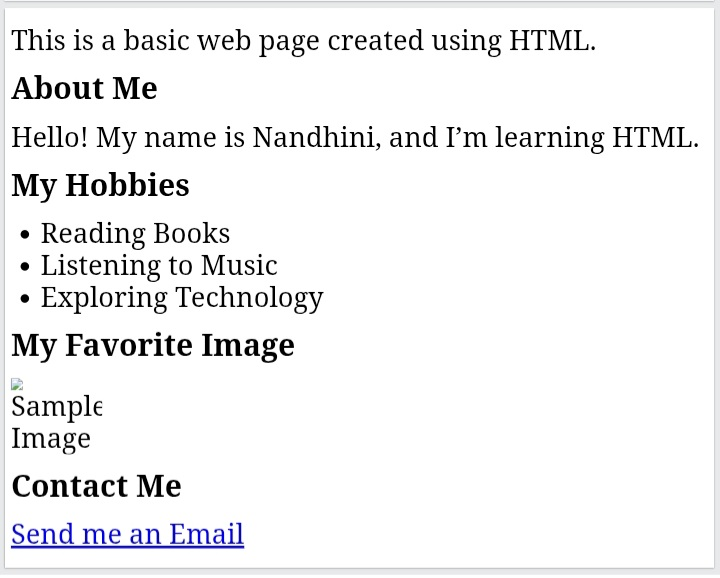 This is a basic web page created using HTML.
About Me
Hello! My name is Nandhini, and I’m learning HTML.
My Hobbies
• Reading Books
• Listening to Music
• Exploring Technology
My Favorite Image
Sample
Image
Contact Me
Send me an Email